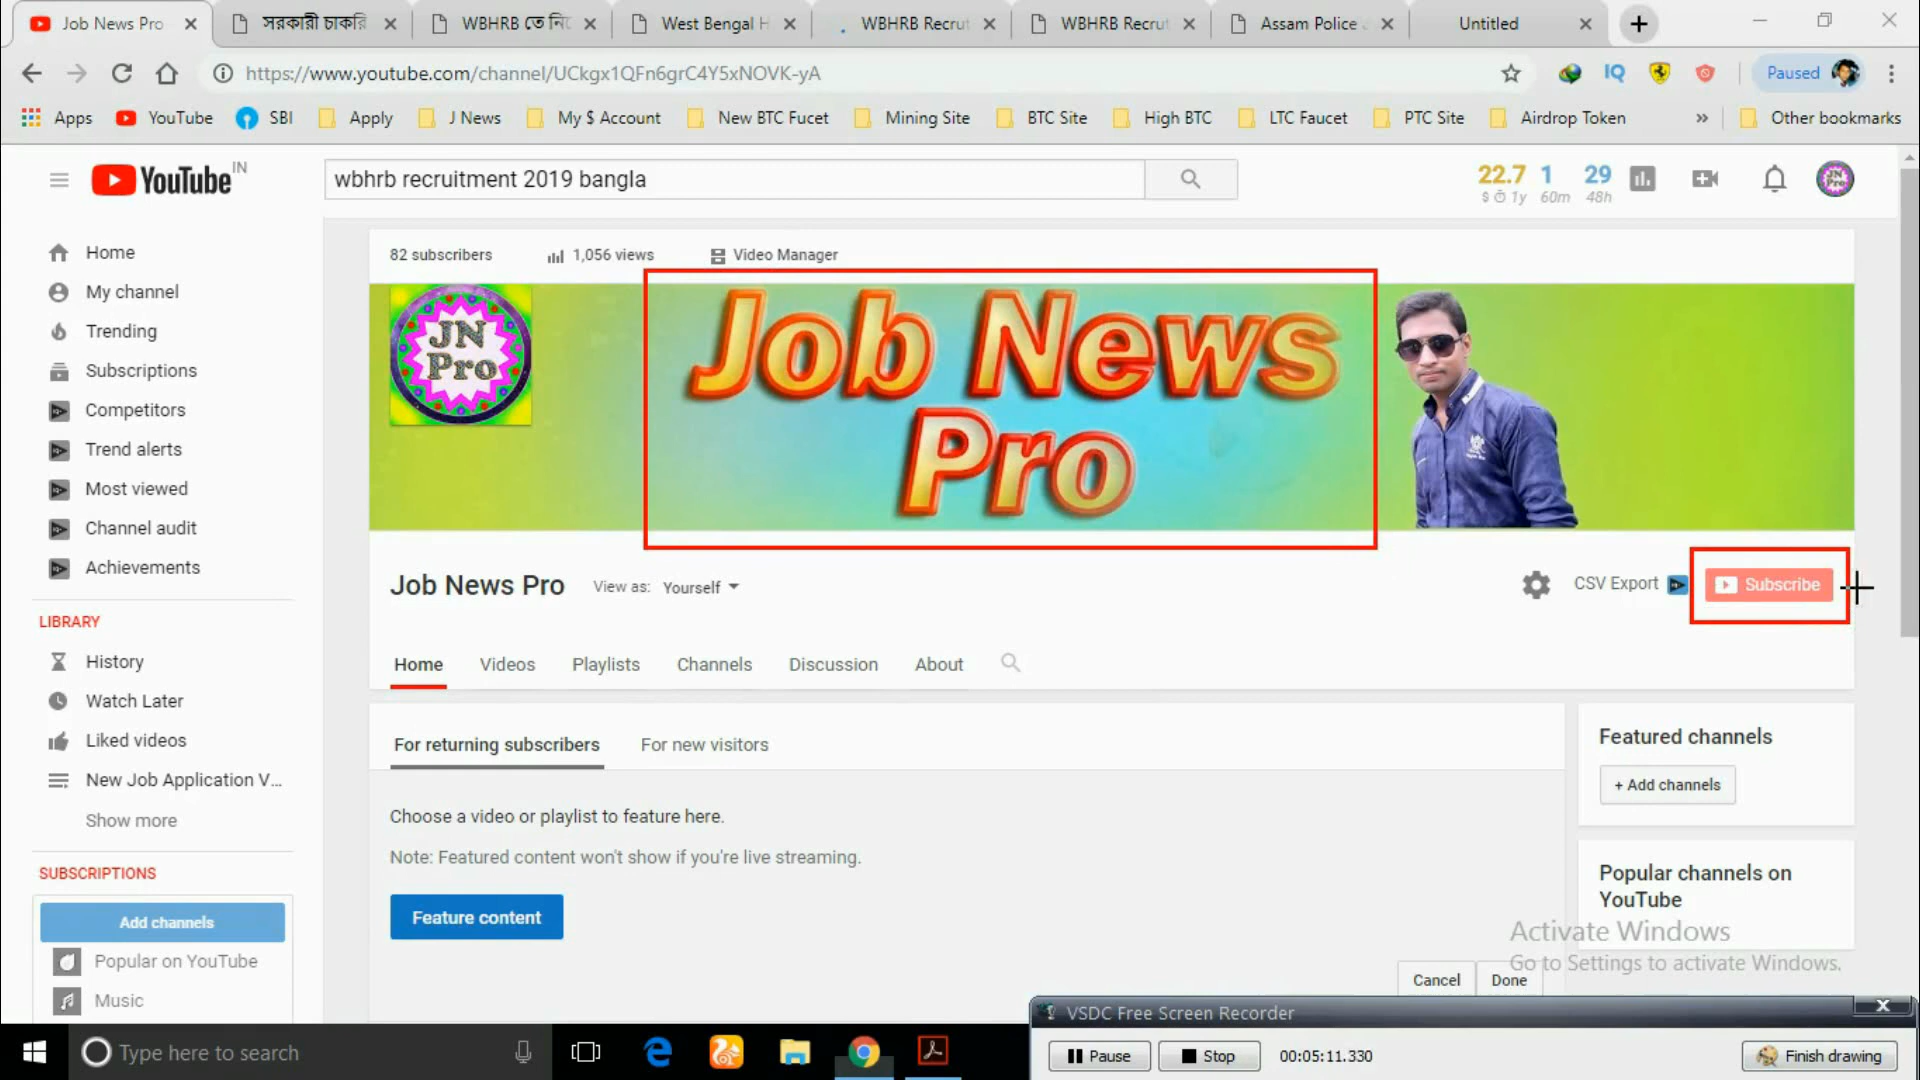 Job News Pro
সরকারী চাকরি
WBHRB তে নি
West Bengal H
WBHRB Recrut
WBHRB Recrut
Assam Police
Untitled
https://www.youtube.com/channel/UCkgx1QFn6grC4Y5xNOVK-yA
IQ
Paused
Apps
YouTube
SBI
Apply
J News
My $ Account
New BTC Fucet
Mining Site
BTC Site
High BTC
LTC Faucet
PTC Site
Airdrop Token
»
Other bookmarks
YouTube IN
wbhrb recruitment 2019 bangla
22.7 1 29
$ 1y 60m 48h
JN Pro
Home
My channel
Trending
Subscriptions
Competitors
Trend alerts
Most viewed
Channel audit
Achievements
LIBRARY
History
Watch Later
Liked videos
New Job Application V...
Show more
SUBSCRIPTIONS
Add channels
Popular on YouTube
Music
82 subscribers 1,056 views Video Manager
JN
Pro
Job News
Pro
Job News Pro View as: Yourself
CSV Export Subscribe
Home Videos Playlists Channels Discussion About
For returning subscribers For new visitors
Choose a video or playlist to feature here.
Note: Featured content won't show if you're live streaming.
Feature content
Featured channels
+ Add channels
Popular channels on
YouTube
Activate Windows
Go to Settings to activate Windows.
Cancel Done
VSDC Free Screen Recorder
Pause Stop 00:05:11.330 Finish drawing
Type here to search